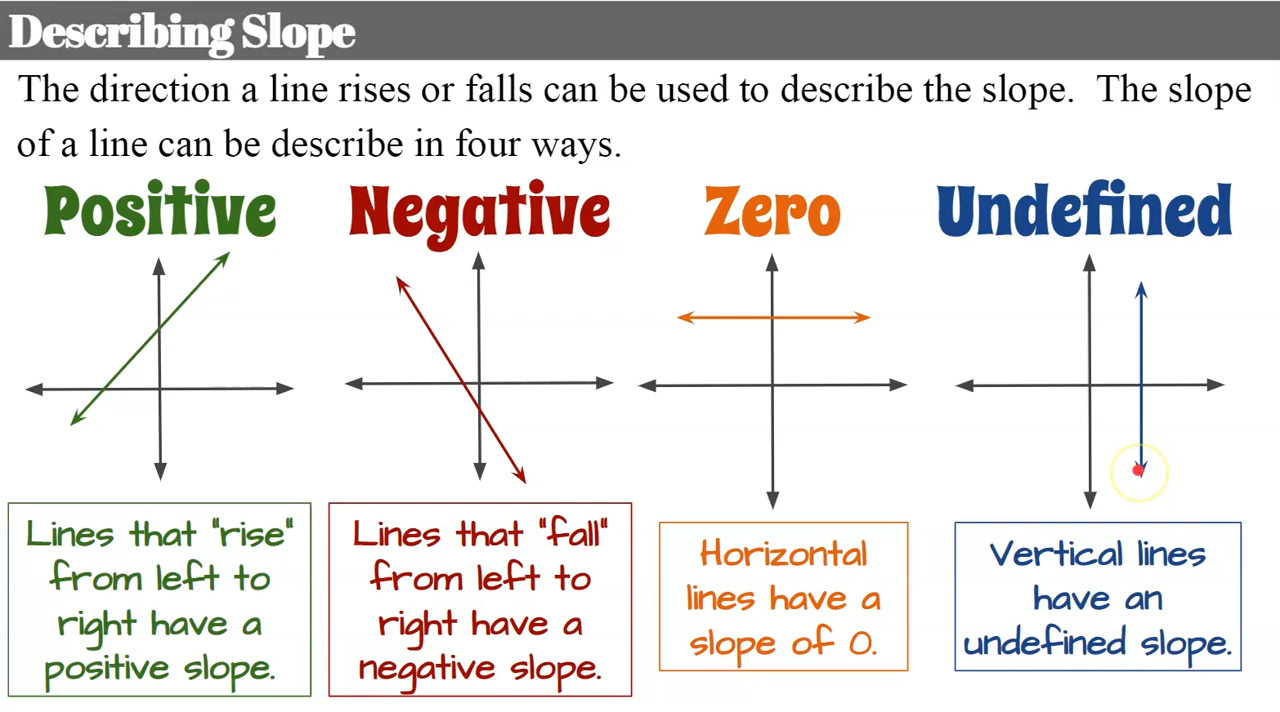 Describing Slope
The direction a line rises or falls can be used to describe the slope.  The slope
of a line can be describe in four ways.
Positive
Negative
Zero
Undefined
Lines that "rise"
from left to
right have a
positive slope.
Lines that "fall"
from left to
right have a
negative slope.
Horizontal
lines have a
slope of 0.
Vertical lines
have an
undefined slope.